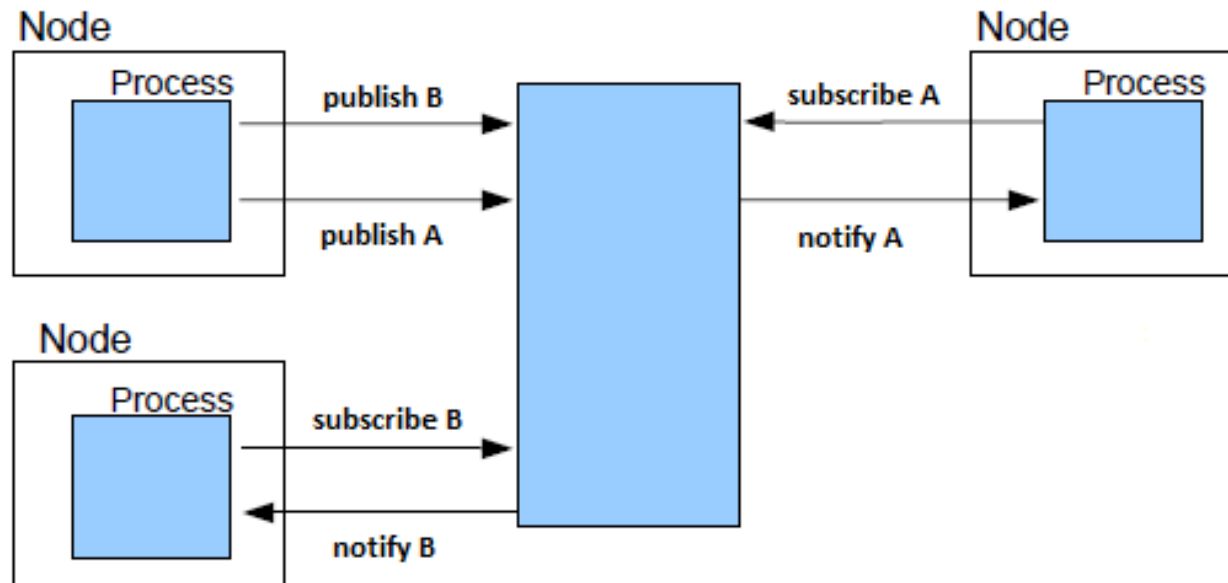 Node
Process
publish B
publish A
Node
Process
subscribe A
notify A
Node
Process
subscribe B
notify B